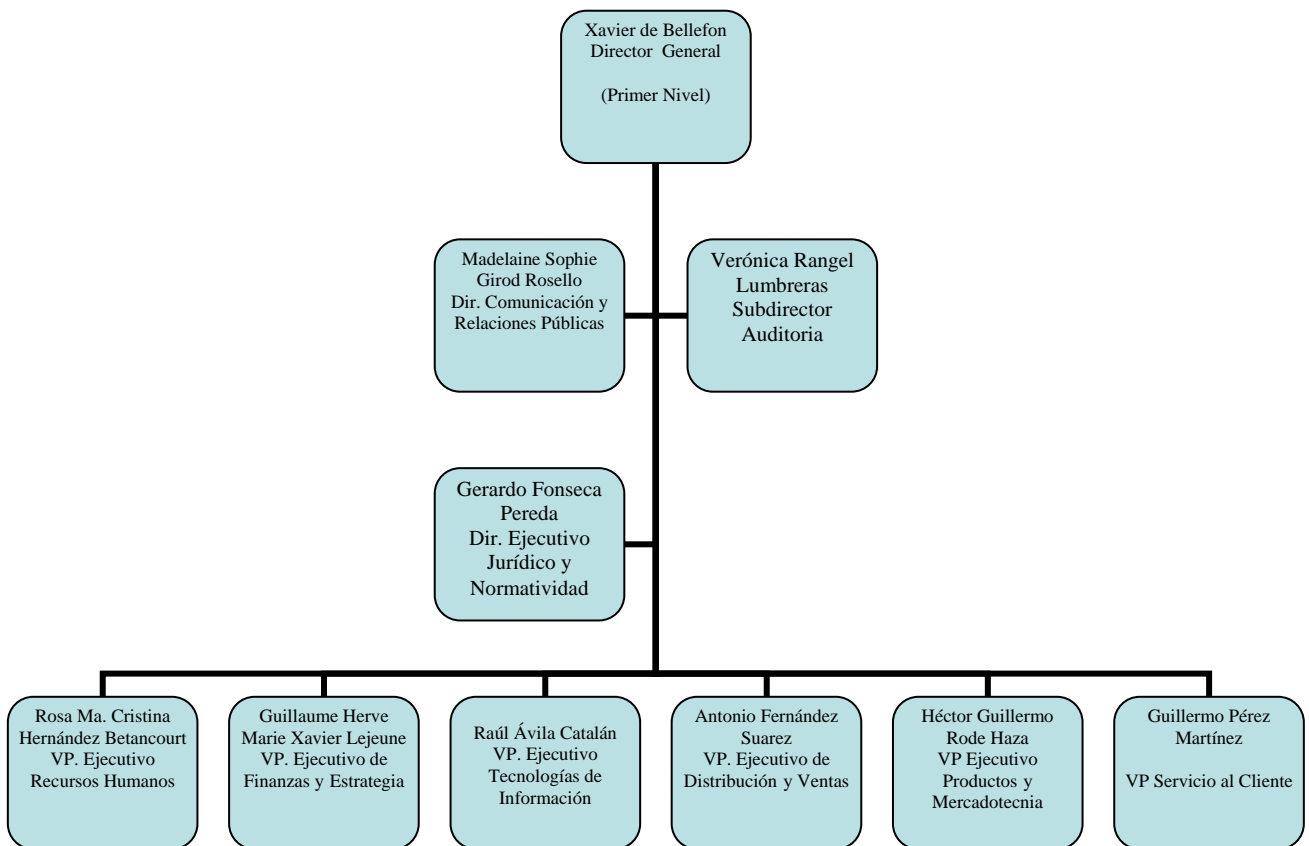 Xavier de Bellefon
Director General
(Primer Nivel)
Madelaine Sophie
Girod Rosello
Dir. Comunicación y
Relaciones Públicas
Verónica Rangel
Lumbreras
Subdirector
Auditoria
Gerardo Fonseca
Pereda
Dir. Ejecutivo
Jurídico y
Normatividad
Rosa Ma. Cristina
Hernández Betancourt
VP. Ejecutivo
Recursos Humanos
Guillaume Herve
Marie Xavier Lejeune
VP. Ejecutivo de
Finanzas y Estrategia
Raúl Ávila Catalán
VP. Ejecutivo
Tecnologías de
Información
Antonio Fernández
Suarez
VP. Ejecutivo de
Distribución y Ventas
Héctor Guillermo
Rode Haza
VP Ejecutivo
Productos y
Mercadotecnia
Guillermo Pérez
Martínez
VP Servicio al Cliente